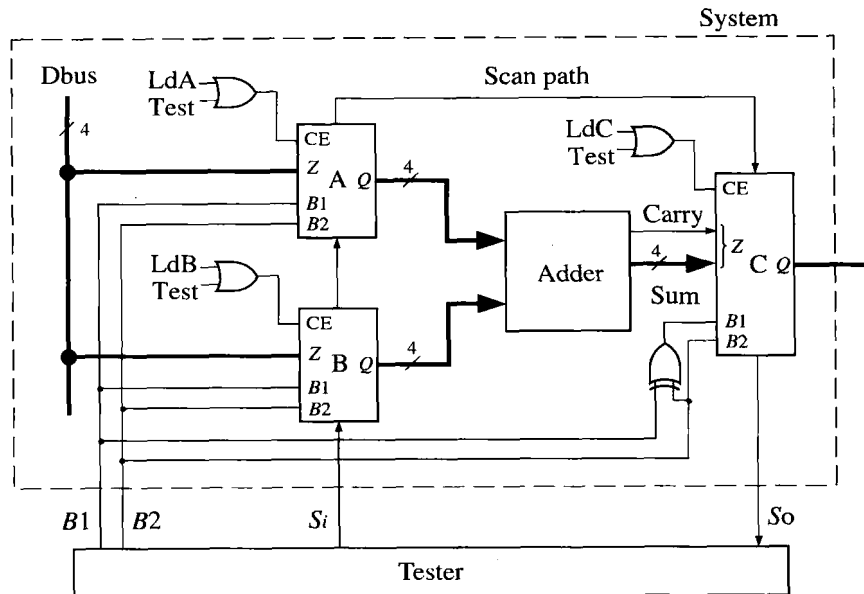 System
Dbus
4
LdA
Test
Scan path
CE
Z
A
Q
B1
B2
4
LdC
Test
CE
Carry
Z
C
Q
4
Sum
B1
B2
Adder
LdB
Test
CE
Z
B
Q
B1
B2
4
B1
B2
Si
So
Tester